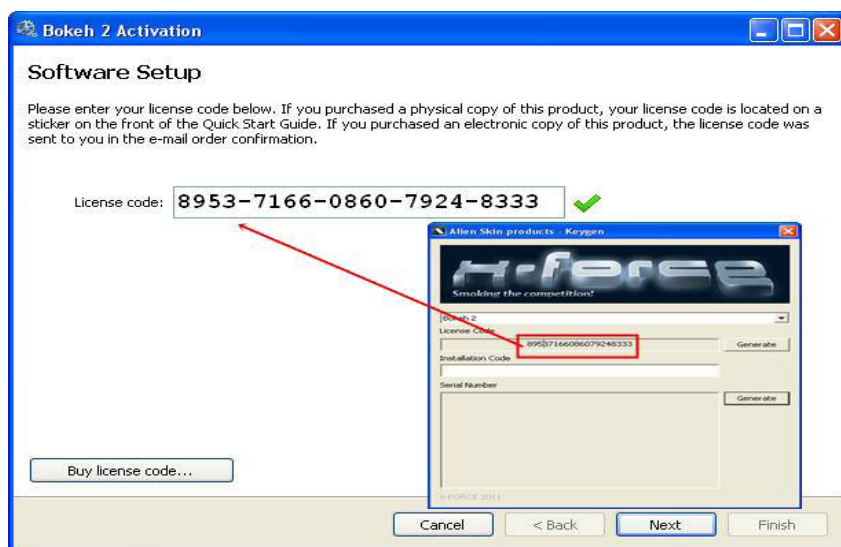 Bokeh 2 Activation
Software Setup
Please enter your license code below. If you purchased a physical copy of this product, your license code is located on a
sticker on the front of the Quick Start Guide. If you purchased an electronic copy of this product, the license code was
sent to you in the e-mail order confirmation.
License code: 8953-7166-0860-7924-8333
Alien Skin products - Keygen
x-force
Smoking the competition!
Bokeh 2
License Code
89537166086079248333 Generate
Installation Code
Serial Number
Generate
X-FORCE 2011
Buy license code...
Cancel < Back Next Finish